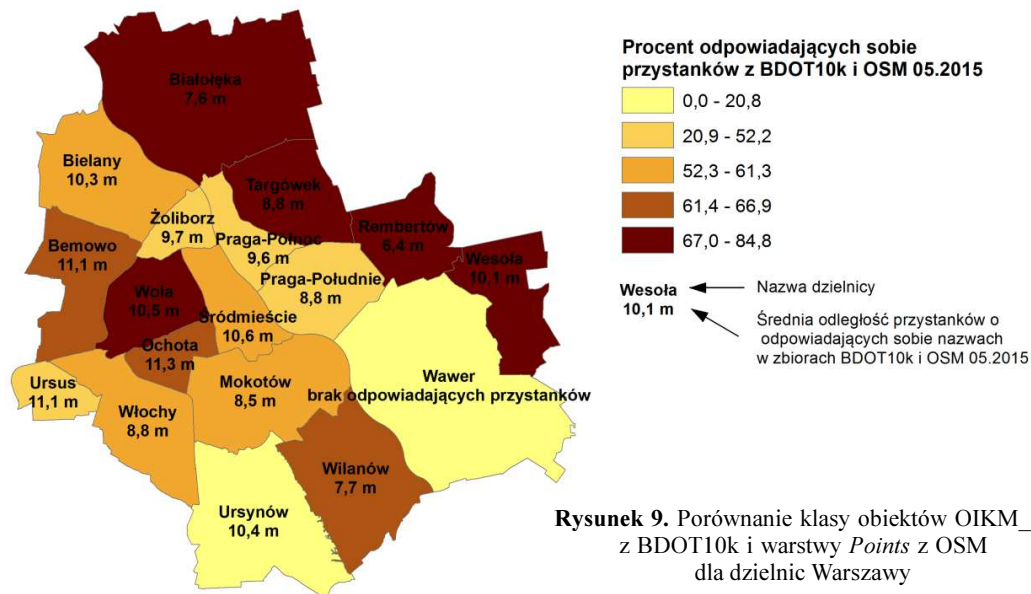 Białołęka
7,6 m
Bielany
10,3 m
Targówek
8,8 m
Żoliborz
9,7 m
Praga-Północ
9,6 m
Rembertów
6,4 m
Bemowo
11,1 m
Wesoła
10,1 m
Praga-Południe
8,8 m
Wola
10,5 m
Śródmieście
10,6 m
Ochota
11,3 m
Ursus
11,1 m
Włochy
8,8 m
Mokotów
8,5 m
Wawer
brak odpowiadających przystanków
Wilanów
7,7 m
Ursynów
10,4 m
Procent odpowiadających sobie
przystanków z BDOT10k i OSM 05.2015
0,0 - 20,8
20,9 - 52,2
52,3 - 61,3
61,4 - 66,9
67,0 - 84,8
Wesoła
10,1 m
Nazwa dzielnicy
Średnia odległość przystanków o
odpowiadających sobie nazwach
w zbiorach BDOT10k i OSM 05.2015
Rysunek 9. Porównanie klasy obiektów OIKM_
z BDOT10k i warstwy Points z OSM
dla dzielnic Warszawy